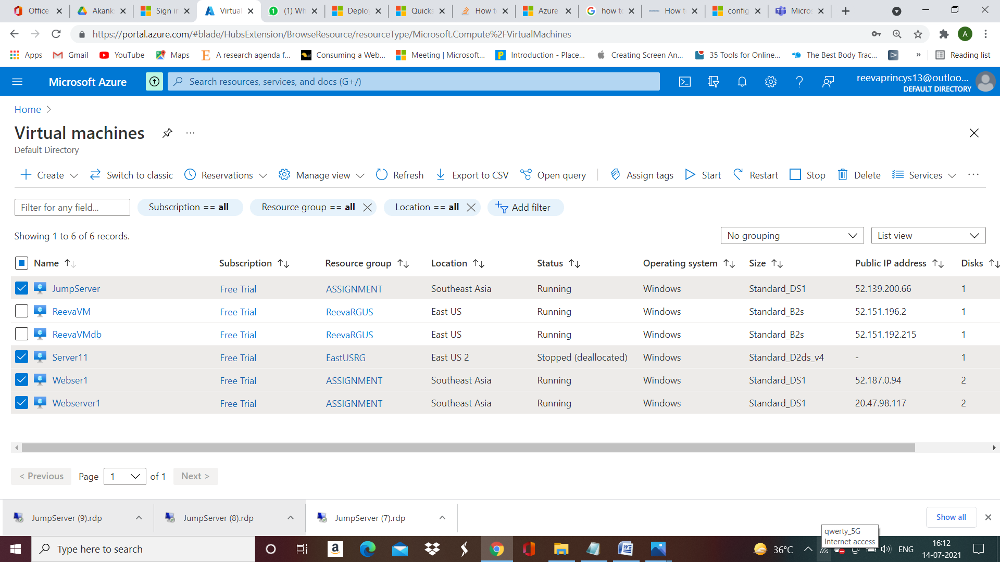 Office
Akank
Sign in
Virtual
(1) Wh
Deplo
Quicks
How t
Azure
how to
How to
config
Micros
https://portal.azure.com/#blade/HubsExtension/BrowseResource/resourceType/Microsoft.Compute%2FVirtualMachines
A
Apps
Gmail
YouTube
Maps
A research agenda f...
Consuming a Web...
Meeting | Microsoft...
Introduction - Place...
Creating Screen An...
35 Tools for Online...
The Best Body Trac...
»
Reading list
Microsoft Azure
Search resources, services, and docs (G+/)
reevaprincys13@outloo...
DEFAULT DIRECTORY
Home >
Virtual machines ...
Default Directory
Create
Switch to classic
Reservations
Manage view
Refresh
Export to CSV
Open query
Assign tags
Start
Restart
Stop
Delete
Services
...
Filter for any field...
Subscription == all
Resource group == all
Location == all
Add filter
Showing 1 to 6 of 6 records.
No grouping
List view
Name Subscription Resource group Location Status Operating system Size Public IP address Disks
JumpServer Free Trial ASSIGNMENT Southeast Asia Running Windows Standard_DS1 52.139.200.66 1
ReevaVM Free Trial ReevaRGUS East US Running Windows Standard_B2s 52.151.196.2 1
ReevaVMdb Free Trial ReevaRGUS East US Running Windows Standard_B2s 52.151.192.215 1
Server11 Free Trial EastUSRG East US 2 Stopped (deallocated) Windows Standard_D2ds_v4 - 1
Webser1 Free Trial ASSIGNMENT Southeast Asia Running Windows Standard_DS1 52.187.0.94 2
Webserver1 Free Trial ASSIGNMENT Southeast Asia Running Windows Standard_DS1 20.47.98.117 2
< Previous Page 1 of 1 Next >
JumpServer (9).rdp
JumpServer (8).rdp
JumpServer (7).rdp
Show all
qwerty_5G
Internet access
Type here to search
36°C
ENG
16:12
14-07-2021